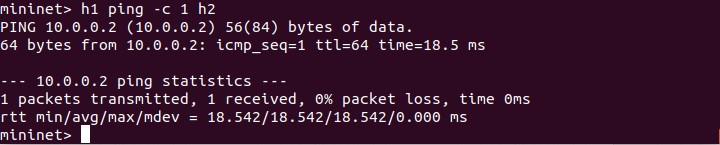 mininet> h1 ping -c 1 h2
PING 10.0.0.2 (10.0.0.2) 56(84) bytes of data.
64 bytes from 10.0.0.2: icmp_seq=1 ttl=64 time=18.5 ms

--- 10.0.0.2 ping statistics ---
1 packets transmitted, 1 received, 0% packet loss, time 0ms
rtt min/avg/max/mdev = 18.542/18.542/18.542/0.000 ms
mininet>